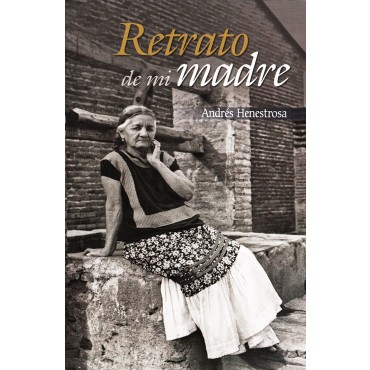 Retrato
de mi madre
Andrés Henestrosa